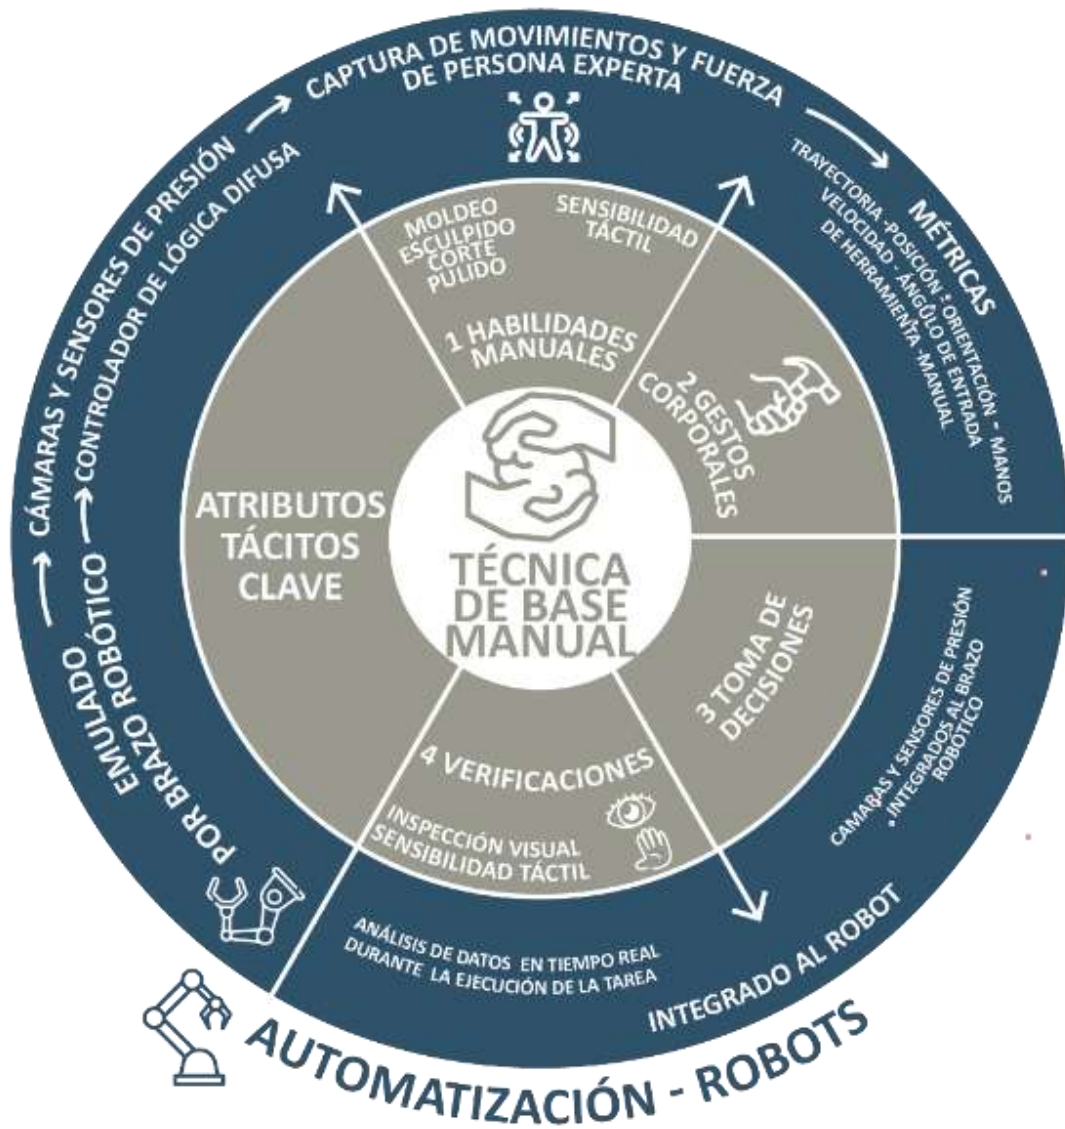 CAPTURA DE MOVIMIENTOS Y FUERZA
DE PERSONA EXPERTA
CÁMARAS Y SENSORES DE PRESIÓN
CONTROLADOR DE LÓGICA DIFUSA
EMULADO
POR BRAZO ROBÓTICO
MÉTRICAS
TRAYECTORIA -POSICIÓN - ORIENTACIÓN - MANOS
VELOCIDAD - ÁNGULO DE ENTRADA
DE HERRAMIENTA -MANUAL
MOLDEO
ESCULPIDO
CORTE
PULIDO
SENSIBILIDAD
TÁCTIL
1 HABILIDADES
MANUALES
2 GESTOS
CORPORALES
ATRIBUTOS
TÁCITOS
CLAVE
TÉCNICA
DE BASE
MANUAL
3 TOMA DE
DECISIONES
4 VERIFICACIONES
INSPECCIÓN VISUAL
SENSIBILIDAD TÁCTIL
CAMARAS Y SENSORES DE PRESIÓN
INTEGRADOS AL BRAZO
ROBÓTICO
ANÁLISIS DE DATOS EN TIEMPO REAL
DURANTE LA EJECUCIÓN DE LA TAREA
INTEGRADO AL ROBOT
AUTOMATIZACIÓN - ROBOTS